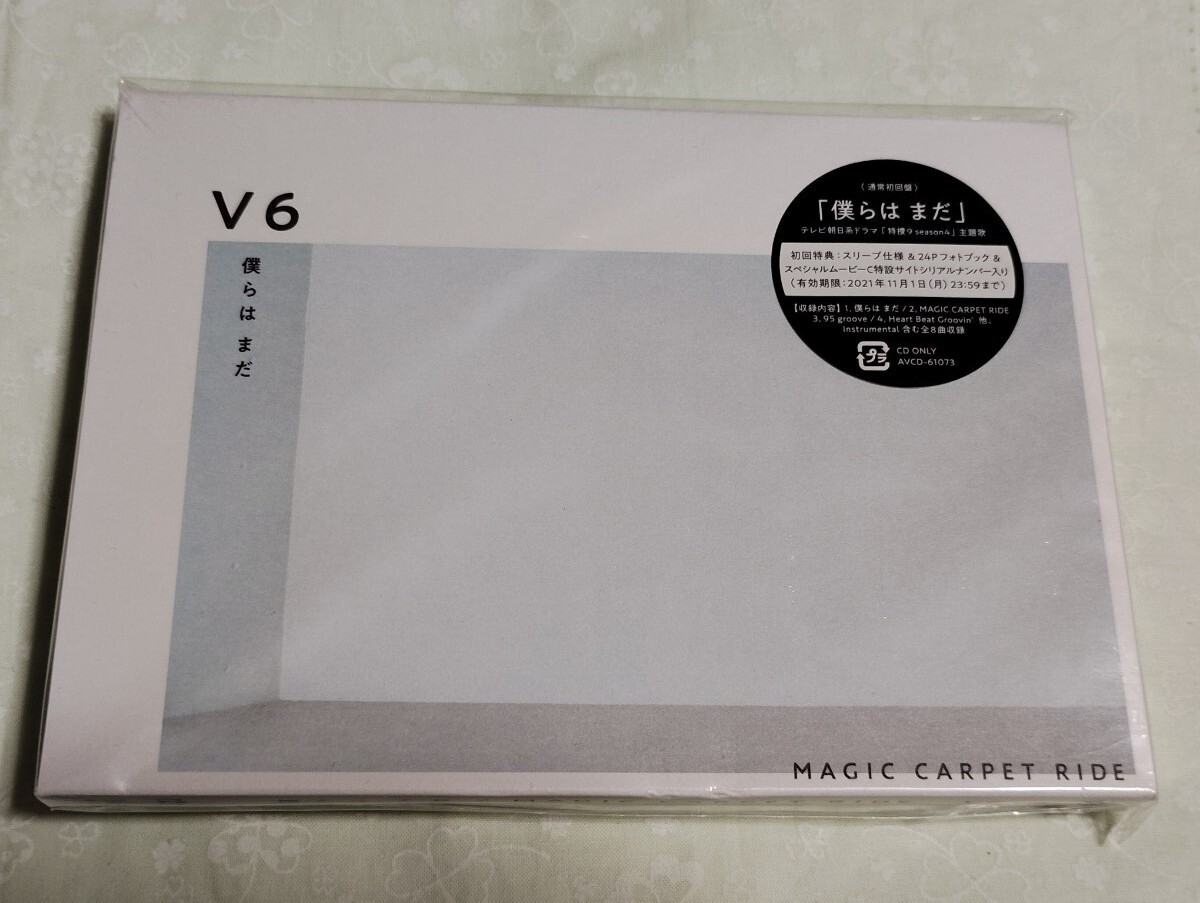 V6
僕らは まだ
〈通常初回盤〉
「僕らは まだ」
テレビ朝日系ドラマ「特捜9 season4」主題歌
初回特典：スリーブ仕様 & 24Pフォトブック &
スペシャルムービーC特設サイトシリアルナンバー入り
（有効期限：2021年11月1日（月）23:59まで）
【収録内容】1. 僕らは まだ / 2. MAGIC CARPET RIDE
3. 95 groove / 4. Heart Beat Groovin' 他、
Instrumental 含む全8曲収録
プラ
CD ONLY
AVCD-61073
MAGIC CARPET RIDE